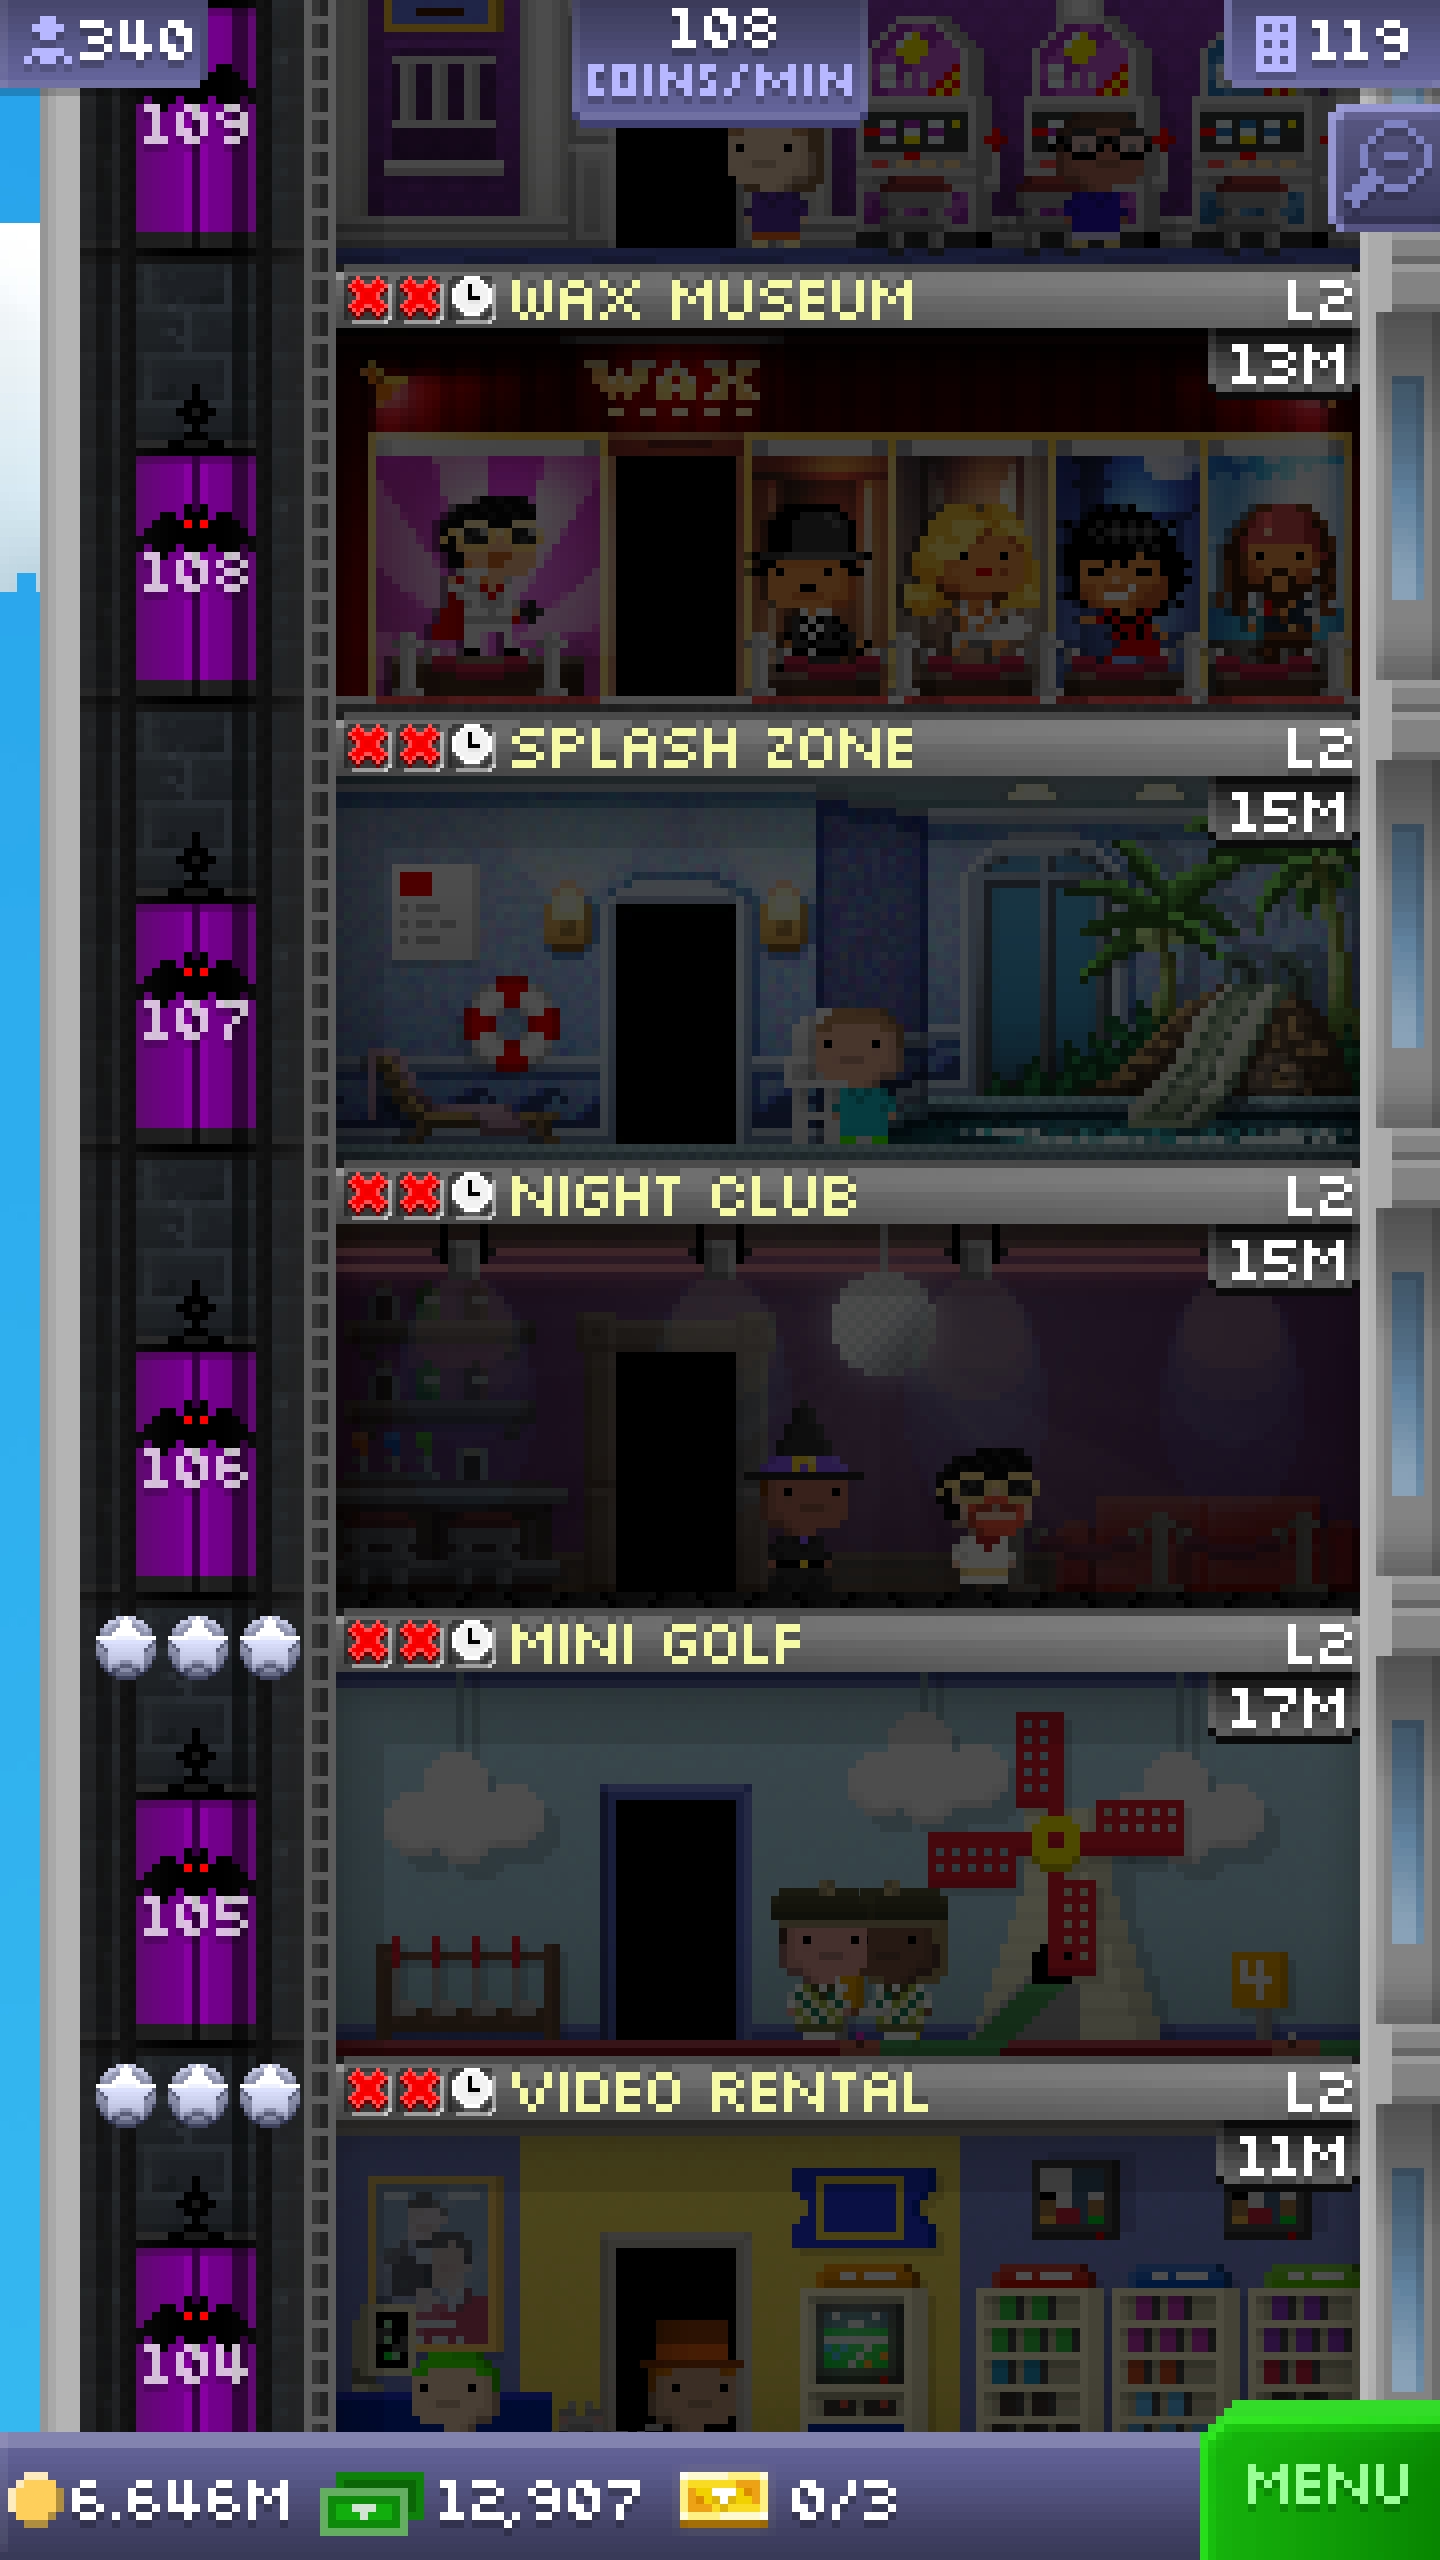 340
108
COINS/MIN
119
109
WAX MUSEUM L2
13M
WAX
108
SPLASH ZONE L2
15M
107
NIGHT CLUB L2
15M
106
MINI GOLF L2
17M
4
105
VIDEO RENTAL L2
11M
104
6.646M 12,907 0/3
MENU